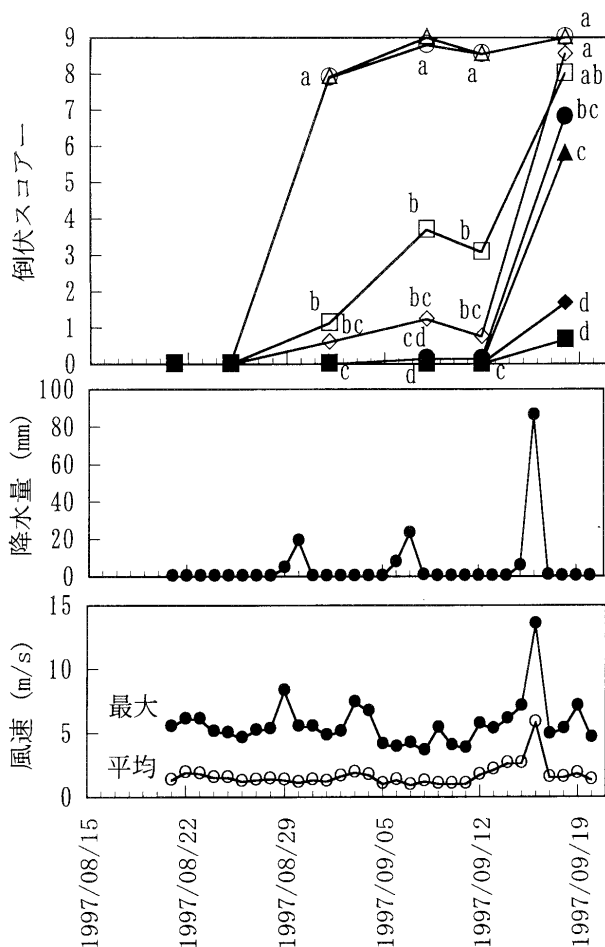 倒伏スコアー
9
8
7
6
5
4
3
2
1
0
a
a
a
a
a
ab
b
b
b
bc
bc
bc
bc
cd
c
c
d
c
d
d
降水量 (mm)
100
80
60
40
20
0
風速 (m/s)
15
10
5
0
最大
平均
1997/08/15
1997/08/22
1997/08/29
1997/09/05
1997/09/12
1997/09/19